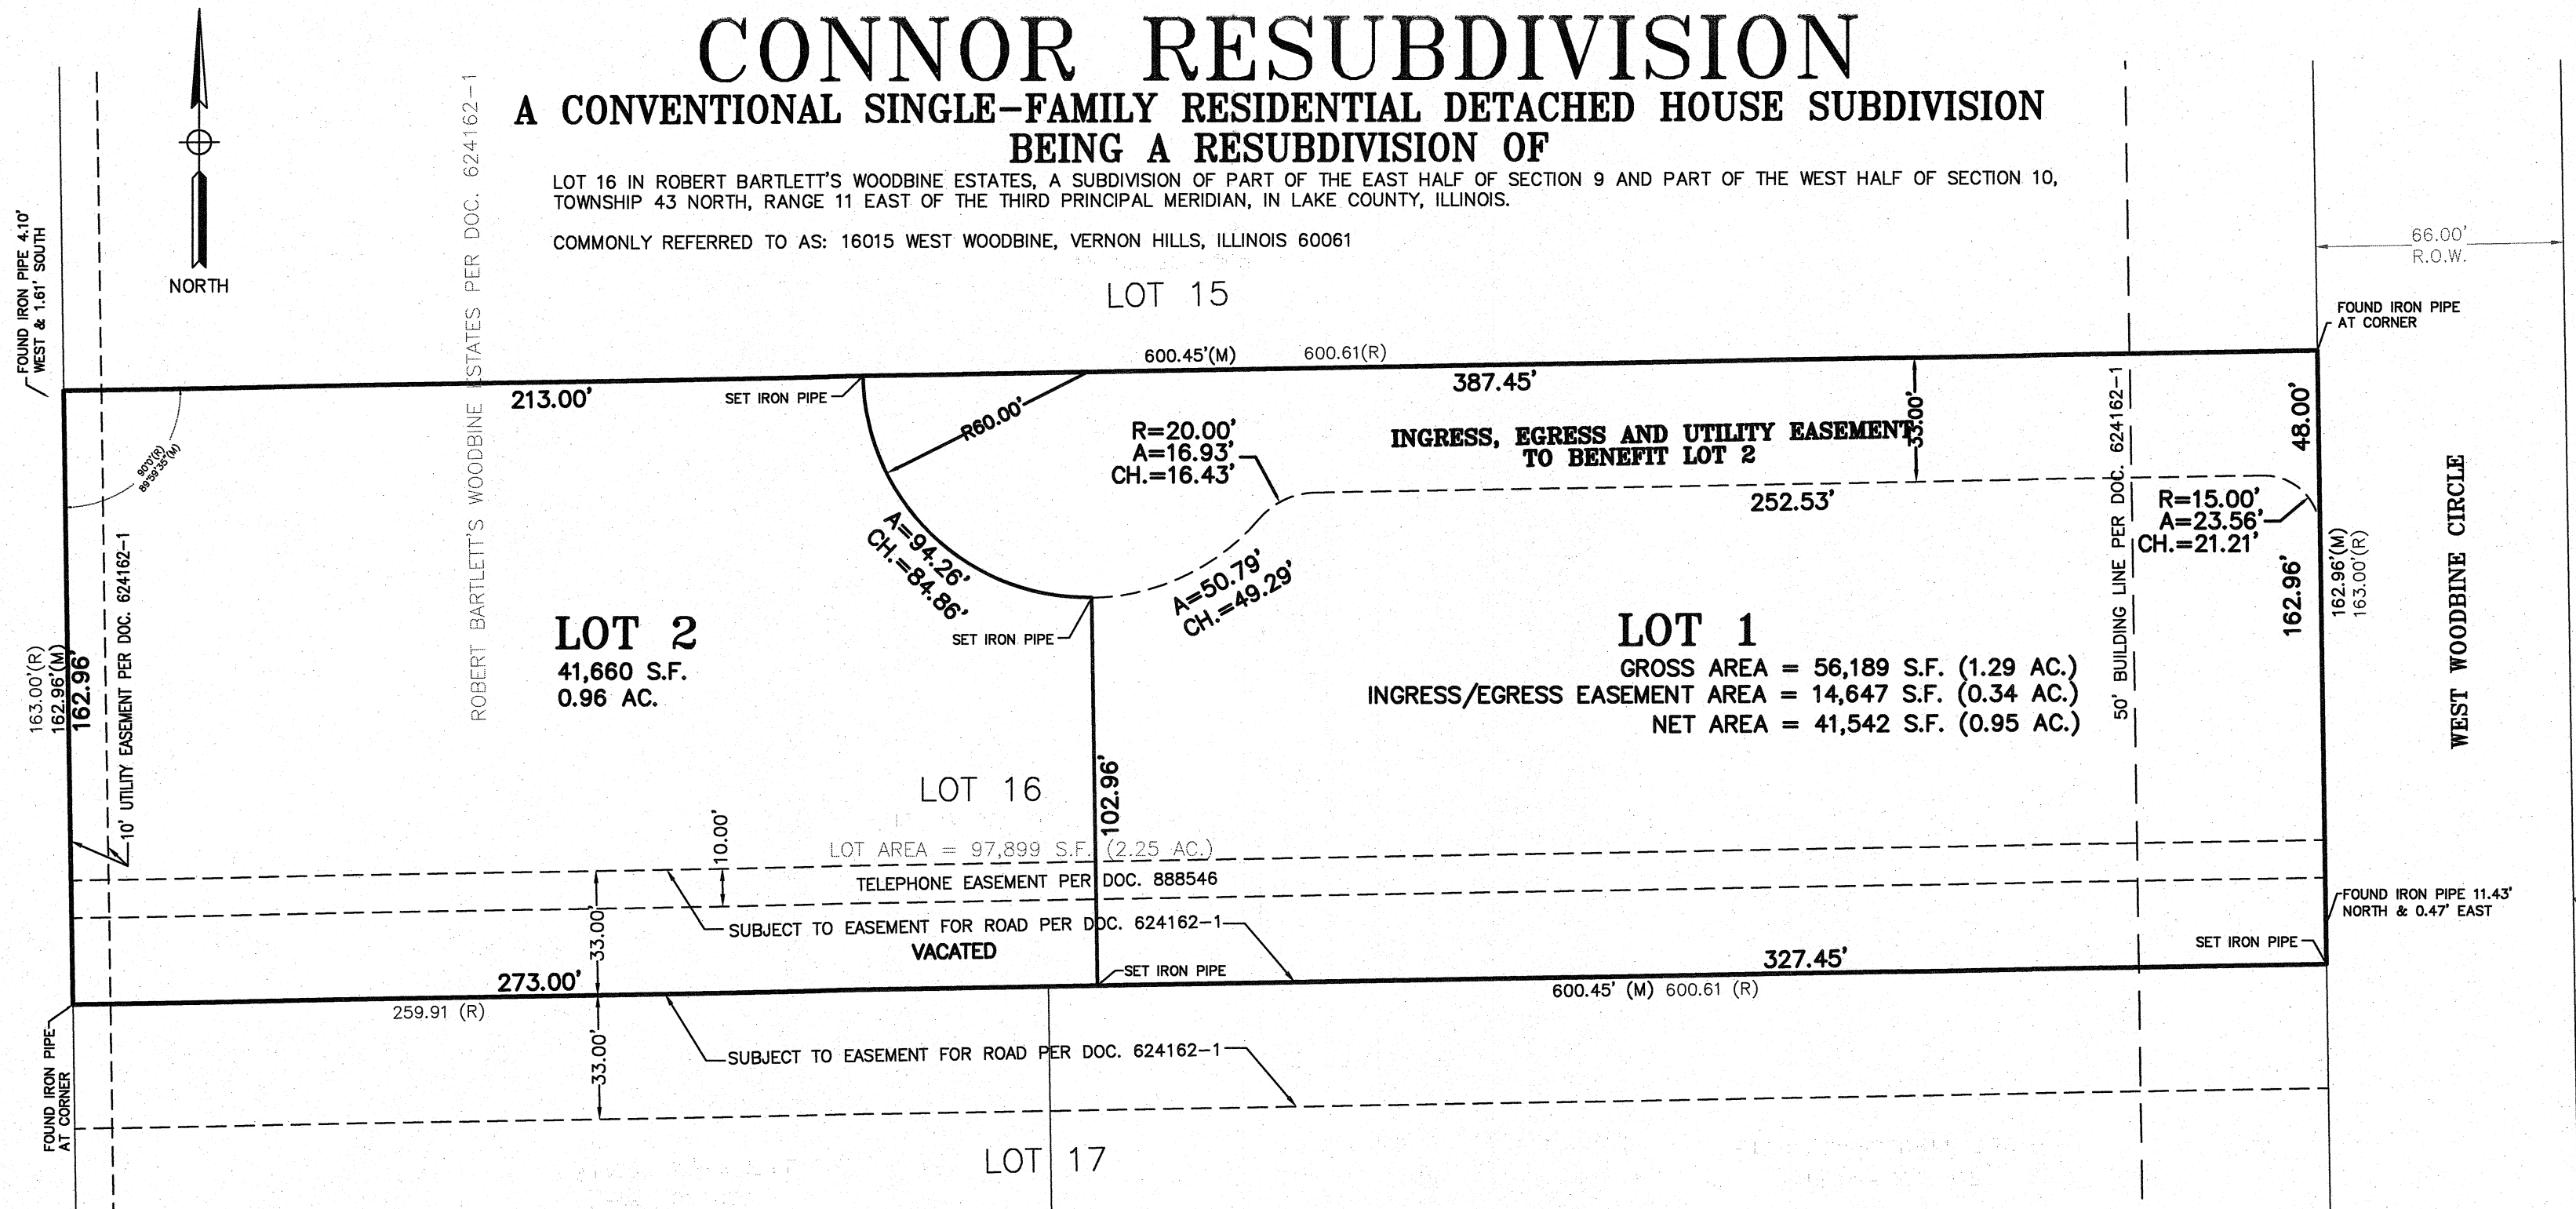 CONNOR RESUBDIVISION
A CONVENTIONAL SINGLE-FAMILY RESIDENTIAL DETACHED HOUSE SUBDIVISION
BEING A RESUBDIVISION OF
LOT 16 IN ROBERT BARTLETT'S WOODBINE ESTATES, A SUBDIVISION OF PART OF THE EAST HALF OF SECTION 9 AND PART OF THE WEST HALF OF SECTION 10,
TOWNSHIP 43 NORTH, RANGE 11 EAST OF THE THIRD PRINCIPAL MERIDIAN, IN LAKE COUNTY, ILLINOIS.
COMMONLY REFERRED TO AS: 16015 WEST WOODBINE, VERNON HILLS, ILLINOIS 60061
NORTH
FOUND IRON PIPE 4.10'
WEST & 1.61' SOUTH
ROBERT BARTLETT'S WOODBINE ESTATES PER DOC. 624162-1
66.00'
R.O.W.
LOT 15
FOUND IRON PIPE
AT CORNER
600.45'(M)
600.61(R)
213.00'
SET IRON PIPE
387.45'
R60.00'
R=20.00'
A=16.93'
CH.=16.43'
INGRESS, EGRESS AND UTILITY EASEMENT
TO BENEFIT LOT 2
33.00'
48.00'
90°0'(R)
89°59'35"(M)
252.53'
50' BUILDING LINE PER DOC. 624162-1
R=15.00'
A=23.56'
CH.=21.21'
A=94.26'
CH.=84.86'
A=50.79'
CH.=49.29'
162.96'
162.96'(M)
163.00'(R)
WEST WOODBINE CIRCLE
SET IRON PIPE
LOT 2
41,660 S.F.
0.96 AC.
LOT 1
GROSS AREA = 56,189 S.F. (1.29 AC.)
INGRESS/EGRESS EASEMENT AREA = 14,647 S.F. (0.34 AC.)
NET AREA = 41,542 S.F. (0.95 AC.)
163.00'(R)
162.96'(M)
162.96'
10' UTILITY EASEMENT PER DOC. 624162-1
LOT 16
102.96'
10.00'
LOT AREA = 97,899 S.F. (2.25 AC.)
TELEPHONE EASEMENT PER DOC. 888546
SUBJECT TO EASEMENT FOR ROAD PER DOC. 624162-1
VACATED
33.00'
FOUND IRON PIPE 11.43'
NORTH & 0.47' EAST
SET IRON PIPE
SET IRON PIPE
273.00'
327.45'
259.91 (R)
600.45' (M) 600.61 (R)
33.00'
SUBJECT TO EASEMENT FOR ROAD PER DOC. 624162-1
FOUND IRON PIPE
AT CORNER
LOT 17